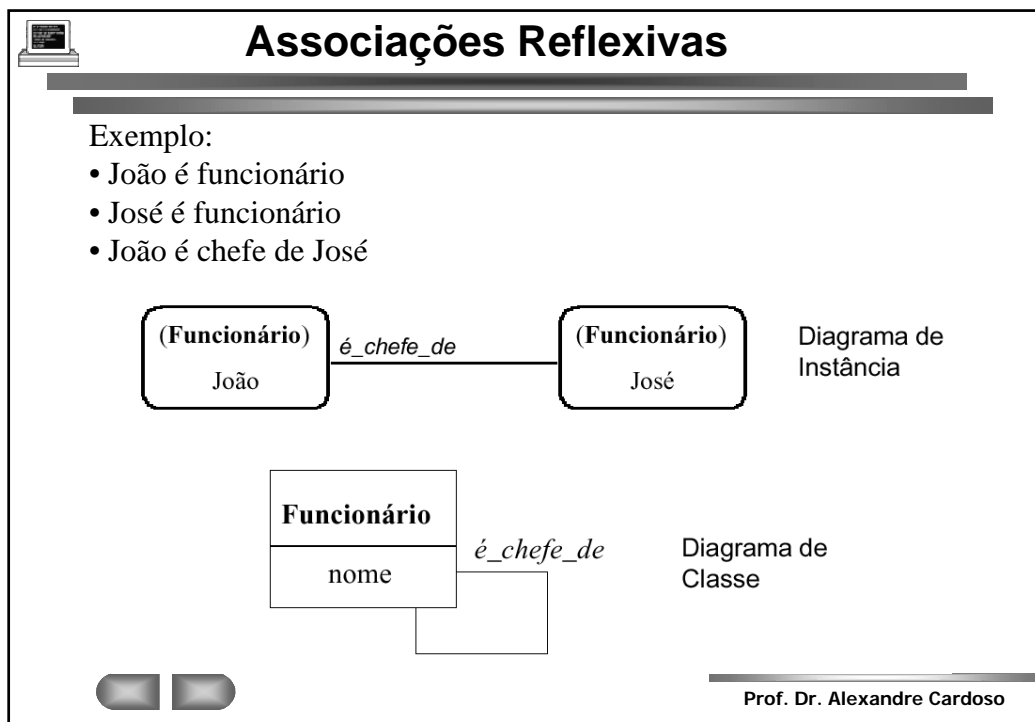 Associações Reflexivas
Exemplo:
• João é funcionário
• José é funcionário
• João é chefe de José
(Funcionário)
João
é_chefe_de
(Funcionário)
José
Diagrama de
Instância
Funcionário
nome
é_chefe_de
Diagrama de
Classe
Prof. Dr. Alexandre Cardoso